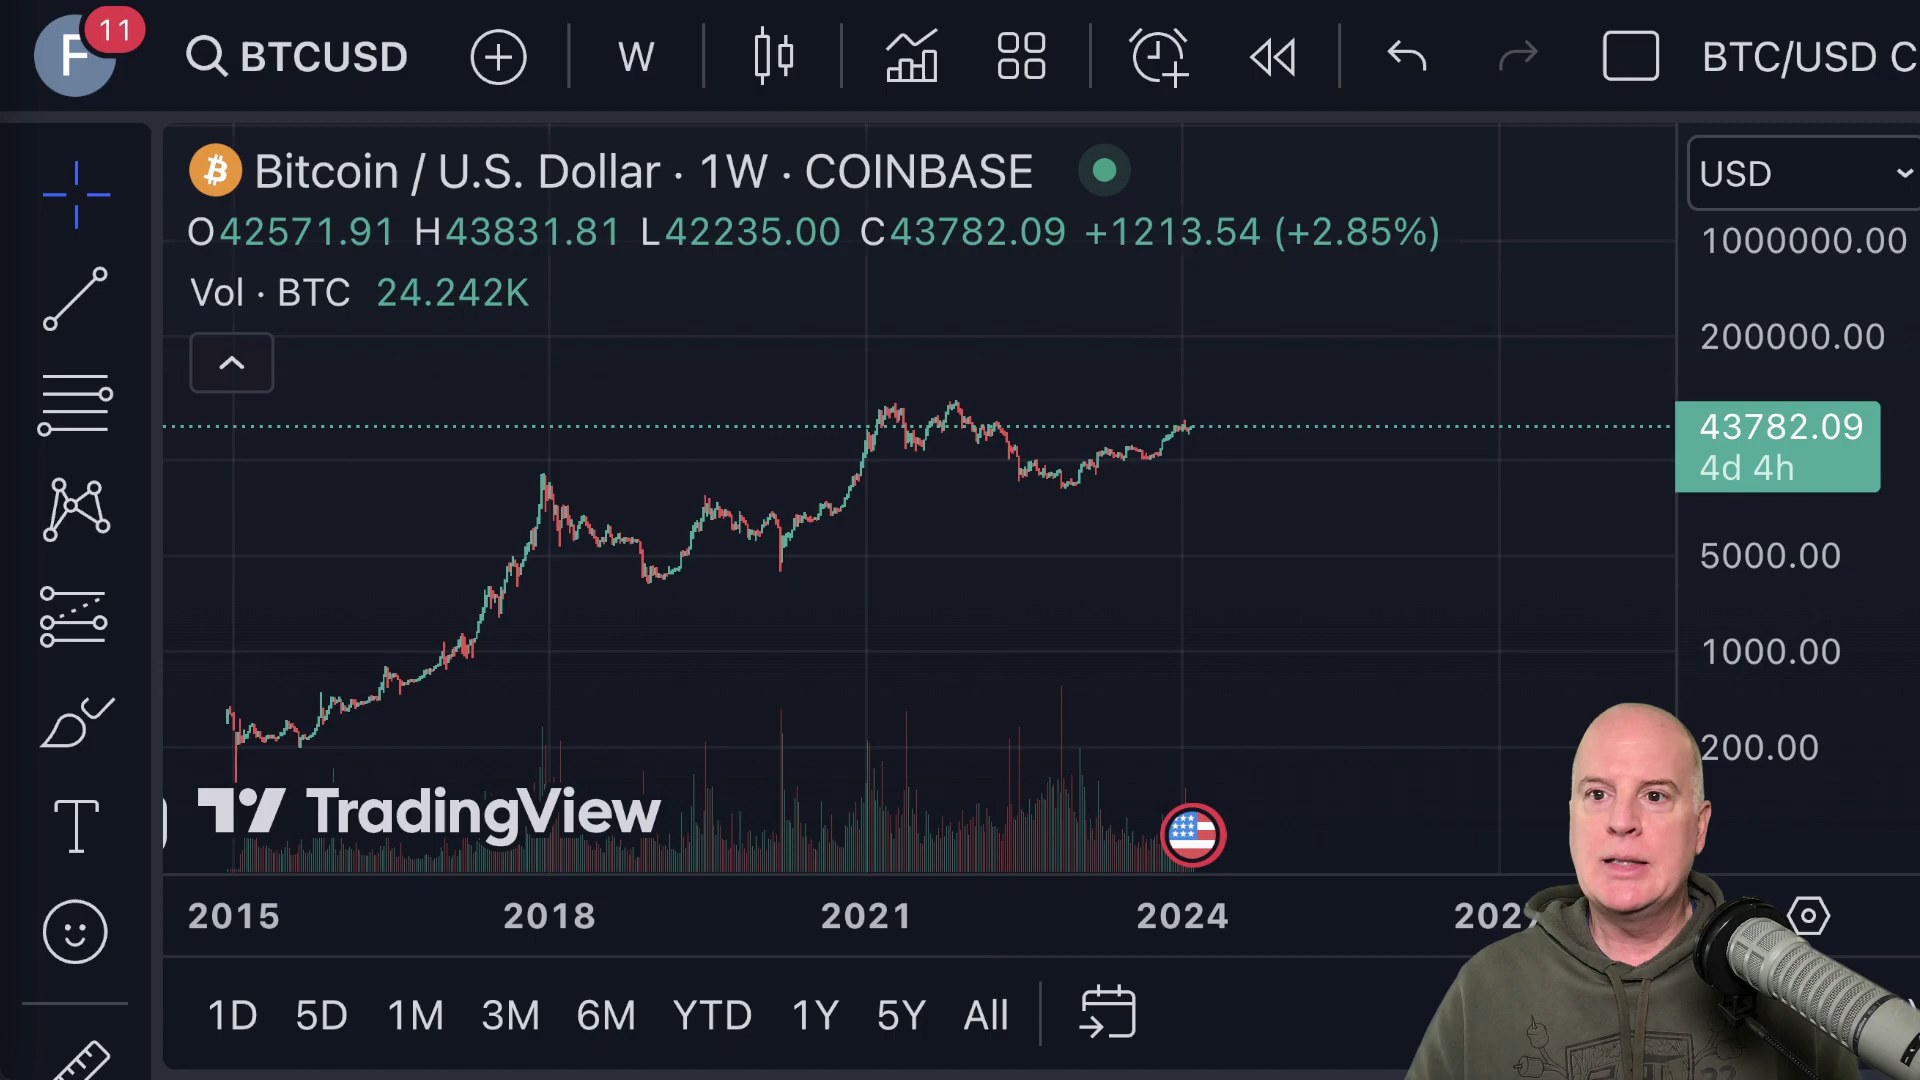 F
11
BTCUSD
W
BTC/USD C
Bitcoin / U.S. Dollar · 1W · COINBASE
O42571.91 H43831.81 L42235.00 C43782.09 +1213.54 (+2.85%)
Vol · BTC 24.242K
USD
1000000.00
200000.00
43782.09
4d 4h
5000.00
1000.00
200.00
T
TradingView
2015 2018 2021 2024
1D 5D 1M 3M 6M YTD 1Y 5Y All